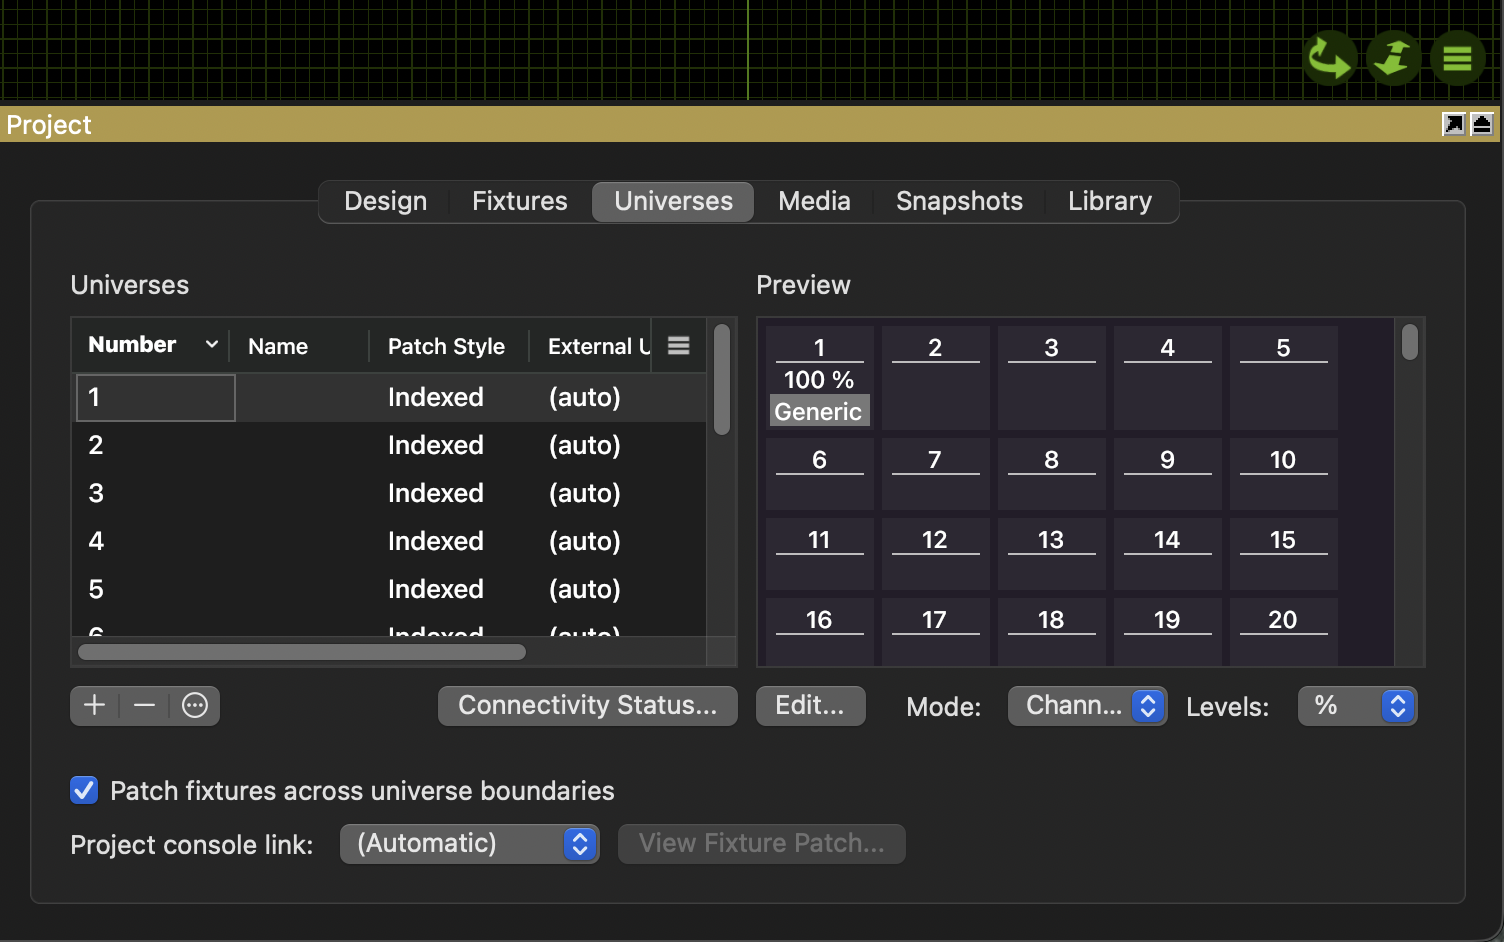 Project
Design Fixtures Universes Media Snapshots Library
Universes
Number Name Patch Style External U
1 Indexed (auto)
2 Indexed (auto)
3 Indexed (auto)
4 Indexed (auto)
5 Indexed (auto)
6 Indexed (auto)
Connectivity Status...
Preview
1 2 3 4 5
100 %
Generic
6 7 8 9 10
11 12 13 14 15
16 17 18 19 20
Edit... Mode: Chann... Levels: %
Patch fixtures across universe boundaries
Project console link: (Automatic) View Fixture Patch...